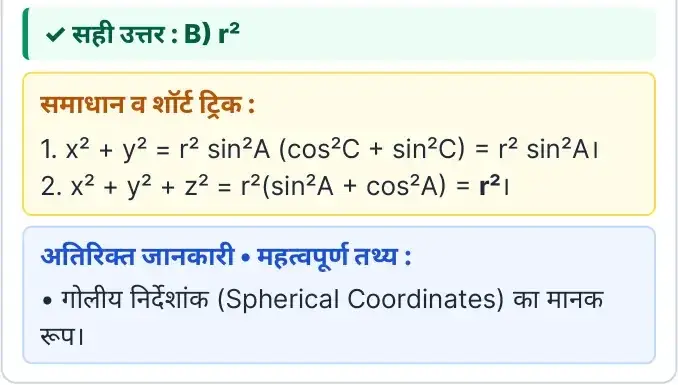 ✓ सही उत्तर : B) r²
समाधान व शॉर्ट ट्रिक :
1. x² + y² = r² sin²A (cos²C + sin²C) = r² sin²A।
2. x² + y² + z² = r²(sin²A + cos²A) = r²।
अतिरिक्त जानकारी • महत्वपूर्ण तथ्य :
• गोलीय निर्देशांक (Spherical Coordinates) का मानक
रूप।